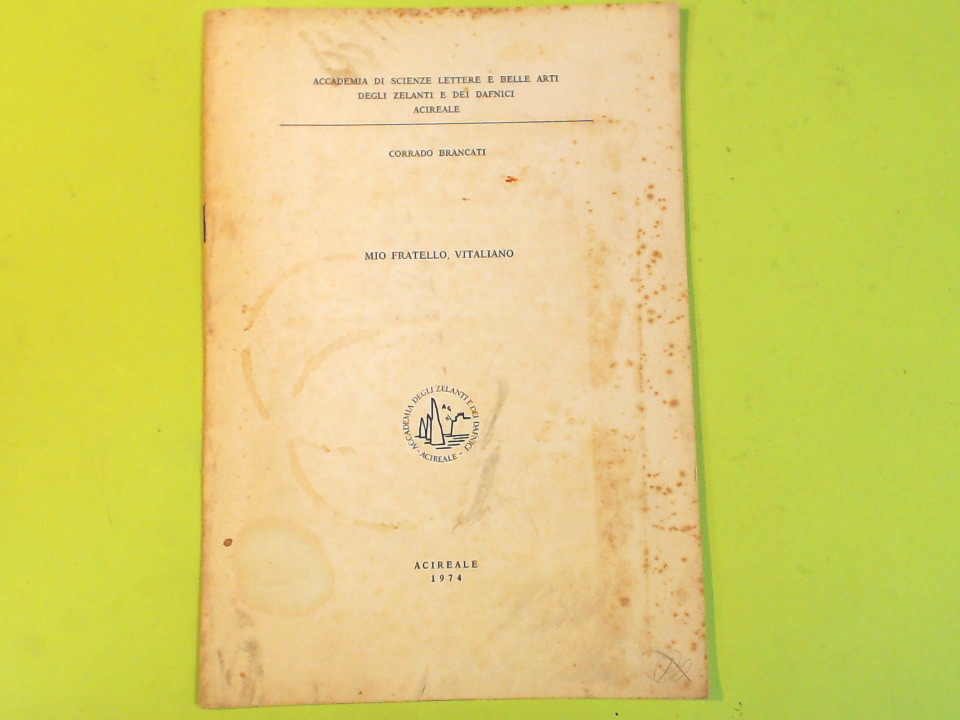 ACCADEMIA DI SCIENZE LETTERE E BELLE ARTI
DEGLI ZELANTI E DEI DAFNICI
ACIREALE
CORRADO BRANCATI
MIO FRATELLO, VITALIANO
ACCADEMIA DEGLI ZELANTI E DEI DAFNICI
- ACIREALE -
ACIREALE
1974